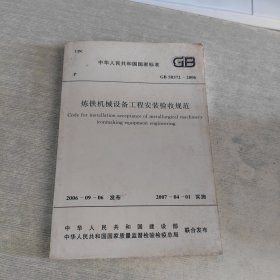 UDC
中华人民共和国国家标准
GB
P
GB 50372-2006
炼铁机械设备工程安装验收规范
Code for installation acceptance of metallurgical machinery
ironmaking equipment engineering
2006-09-06 发布
2007-04-01 实施
中华人民共和国建设部
中华人民共和国国家质量监督检验检疫总局
联合发布